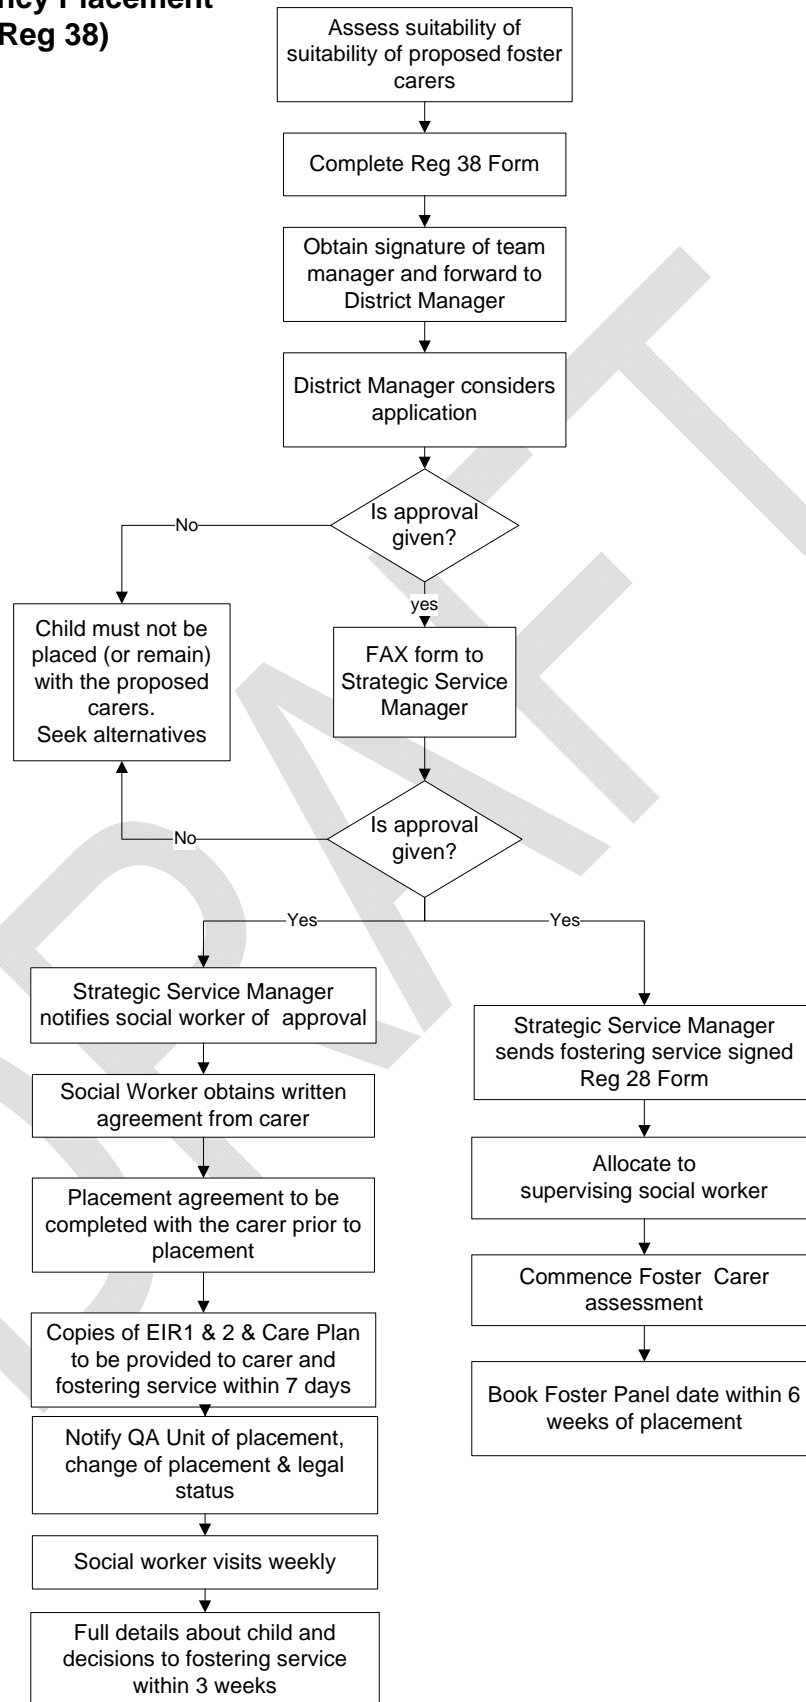 ncy Placement
Reg 38)
Assess suitability of
suitability of proposed foster
carers
Complete Reg 38 Form
Obtain signature of team
manager and forward to
District Manager
District Manager considers
application
Is approval
given?
No
yes
Child must not be
placed (or remain)
with the proposed
carers.
Seek alternatives
FAX form to
Strategic Service
Manager
Is approval
given?
No
Yes
Yes
Strategic Service Manager
notifies social worker of approval
Social Worker obtains written
agreement from carer
Placement agreement to be
completed with the carer prior to
placement
Copies of EIR1 & 2 & Care Plan
to be provided to carer and
fostering service within 7 days
Notify QA Unit of placement,
change of placement & legal
status
Social worker visits weekly
Full details about child and
decisions to fostering service
within 3 weeks
Strategic Service Manager
sends fostering service signed
Reg 28 Form
Allocate to
supervising social worker
Commence Foster Carer
assessment
Book Foster Panel date within 6
weeks of placement
DRAFT